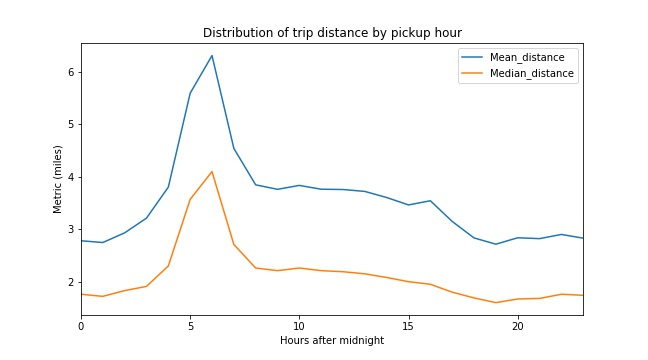 Distribution of trip distance by pickup hour
Mean_distance
Median_distance
Metric (miles)
6
5
4
3
2
0 5 10 15 20
Hours after midnight